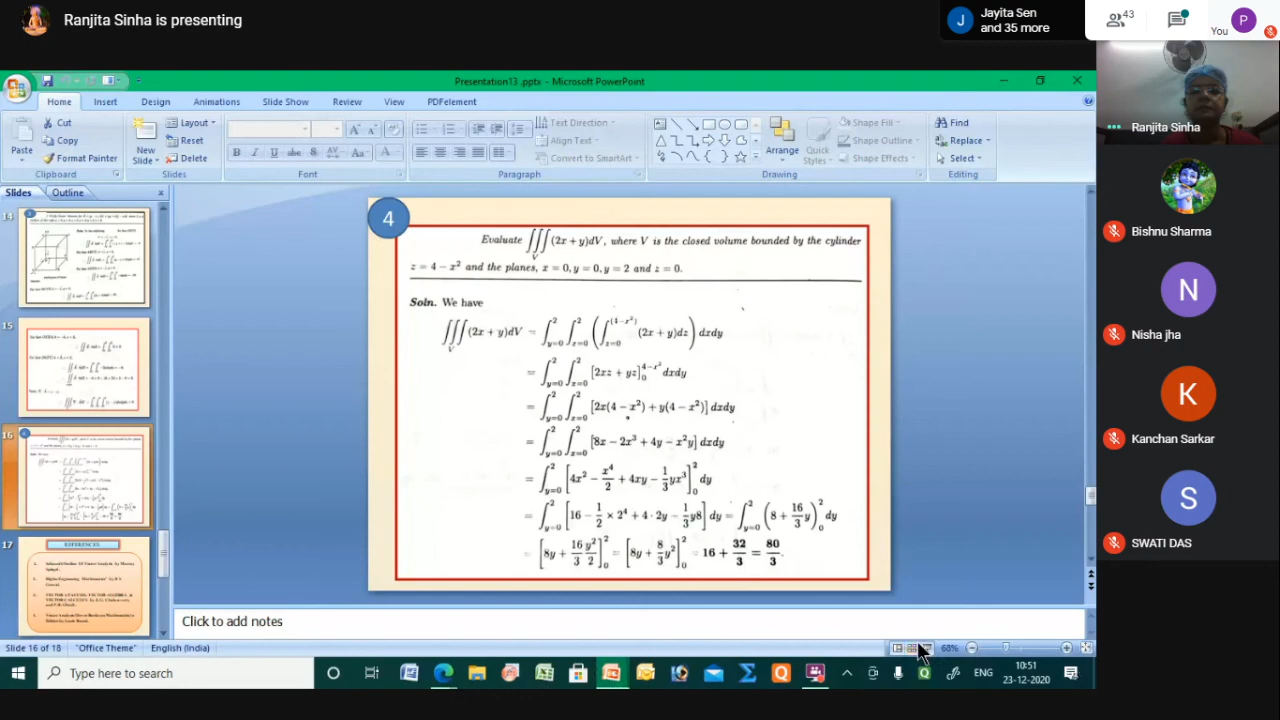 Ranjita Sinha is presenting
J
Jayita Sen
and 35 more
43
You
P
Presentation13 .pptx - Microsoft PowerPoint
Home
Insert
Design
Animations
Slide Show
Review
View
PDFelement
Paste
Cut
Copy
Format Painter
Clipboard
New
Slide
Layout
Reset
Delete
Slides
B I U abc S AV Aa A
Font
Text Direction
Align Text
Convert to SmartArt
Paragraph
Arrange
Quick
Styles
Shape Fill
Shape Outline
Shape Effects
Drawing
Find
Replace
Select
Editing
Slides
Outline
14
15
16
17
REFERENCES
4
Evaluate ∭_V (2x + y)dV, where V is the closed volume bounded by the cylinder
z = 4 − x² and the planes, x = 0, y = 0, y = 2 and z = 0.
Soln. We have
∭_V (2x + y)dV = ∫_{y=0}^{2} ∫_{x=0}^{2} (∫_{z=0}^{(4−x²)} (2x + y)dz) dxdy
= ∫_{y=0}^{2} ∫_{x=0}^{2} [2xz + yz]_0^{4−x²} dxdy
= ∫_{y=0}^{2} ∫_{x=0}^{2} [2x(4 − x²) + y(4 − x²)] dxdy
= ∫_{y=0}^{2} ∫_{x=0}^{2} [8x − 2x³ + 4y − x²y] dxdy
= ∫_{y=0}^{2} [4x² − x⁴/2 + 4xy − 1/3 yx³]_0^2 dy
= ∫_{y=0}^{2} [16 − 1/2 × 2⁴ + 4 · 2y − 1/3 y8] dy = ∫_{y=0}^{2} (8 + 16/3 y)_0^2 dy
= [8y + 16/3 y²/2]_0^2 = [8y + 8/3 y²]_0^2 = 16 + 32/3 = 80/3.
Click to add notes
Slide 16 of 18
"Office Theme"
English (India)
68%
Type here to search
ENG
10:51
23-12-2020
Ranjita Sinha
Bishnu Sharma
N
Nisha jha
K
Kanchan Sarkar
S
SWATI DAS